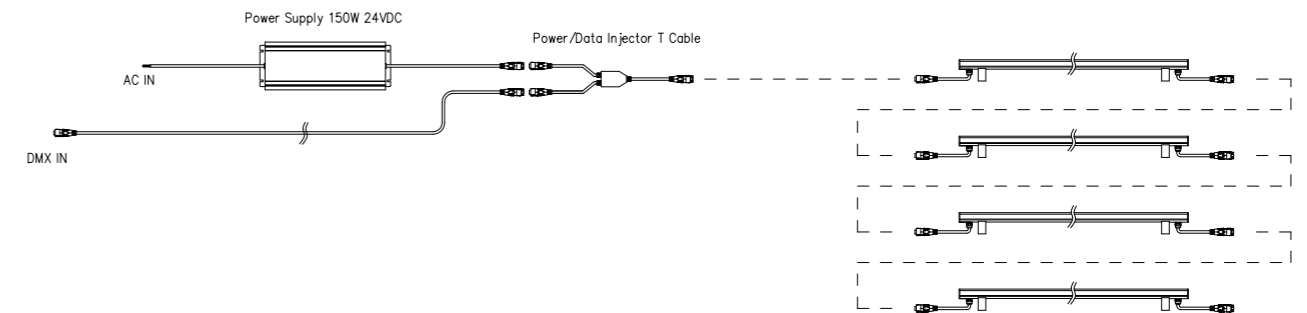 Power Supply 150W 24VDC
Power/Data Injector T Cable
AC IN
DMX IN